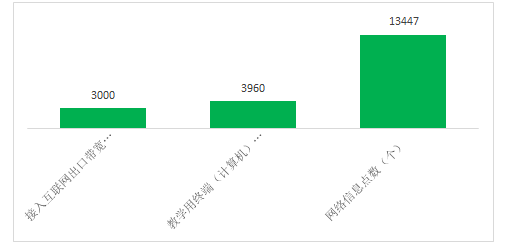 13447
3960
3000
接入互联网出口带宽…
教学用终端（计算机）…
网络信息点数（个）